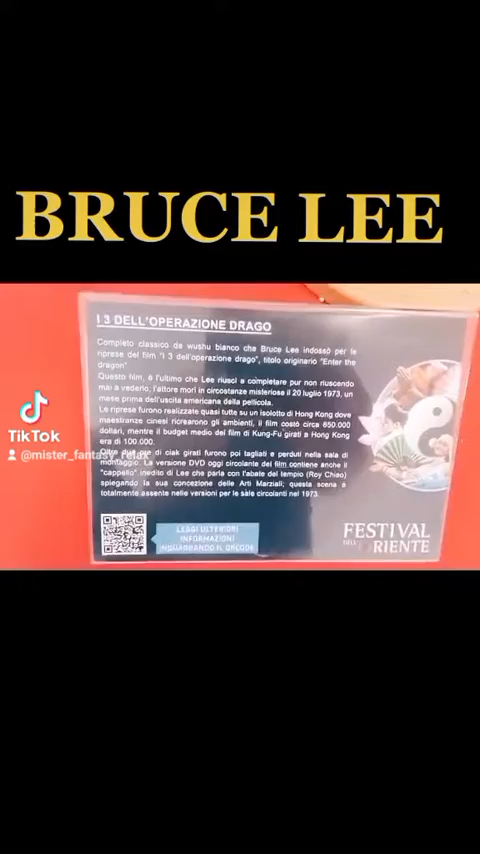 BRUCE LEE
I 3 DELL'OPERAZIONE DRAGO
Completo classico da wushu bianco che Bruce Lee indossò per le
riprese del film "I 3 dell'operazione drago", titolo originario "Enter the
dragon"
Questo film, è l'ultimo che Lee riuscì a completare pur non riuscendo
mai a vederlo; l'attore morì in circostanze misteriose il 20 luglio 1973, un
mese prima dell'uscita americana della pellicola.
Le riprese furono realizzate quasi tutte su un isolotto di Hong Kong dove
maestranze cinesi ricrearono gli ambienti, il film costò circa 850.000
dollari, mentre il budget medio dei film di Kung-Fu girati a Hong Kong
era di 100.000.
Oltre due ore di ciak girati furono poi tagliati e perduti nella sala di
montaggio. La versione DVD oggi circolante del film contiene anche il
"cappello" inedito di Lee che parla con l'abate del tempio (Roy Chiao)
spiegando la sua concezione delle Arti Marziali; questa scena è
totalmente assente nelle versioni per le sale circolanti nel 1973.
TikTok
@mister_fantasy_relax
LEGGI ULTERIORI
INFORMAZIONI
INQUADRANDO IL QRCODE
FESTIVAL
DELL'ORIENTE